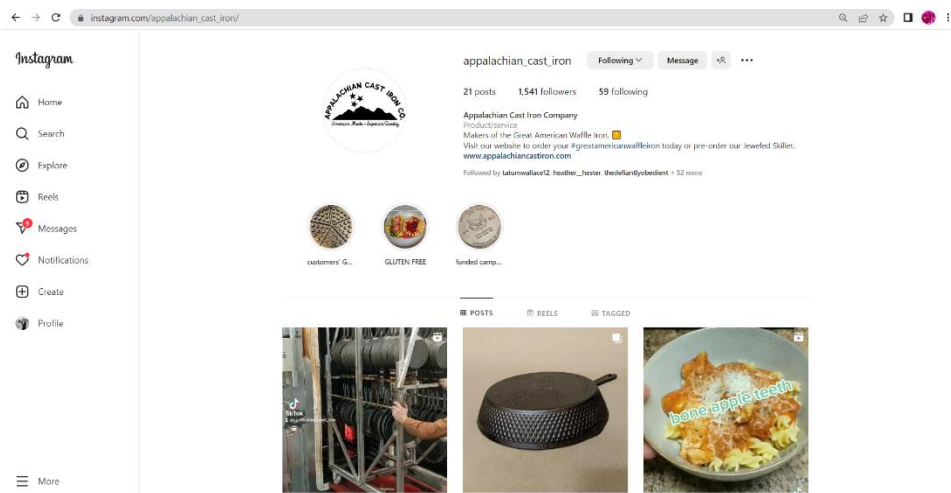 instagram.com/appalachian_cast_iron/
Instagram
Home
Search
Explore
Reels
Messages
Notifications
Create
Profile
More
appalachian_cast_iron Following Message
21 posts 1,541 followers 59 following
Appalachian Cast Iron Company
Product/service
Makers of the Great American Waffle Iron.
Visit our website to order your #greatamericanwaffleiron today or pre-order our Jeweled Skillet.
www.appalachiancastiron.com
Followed by tatumwallace12, heather__hester, thedefiantlyobedient + 52 more
APPALACHIAN CAST IRON CO.
American Made - Superior Quality
customers' G...
GLUTEN FREE
funded camp...
POSTS REELS TAGGED
TikTok
bone apple teeth